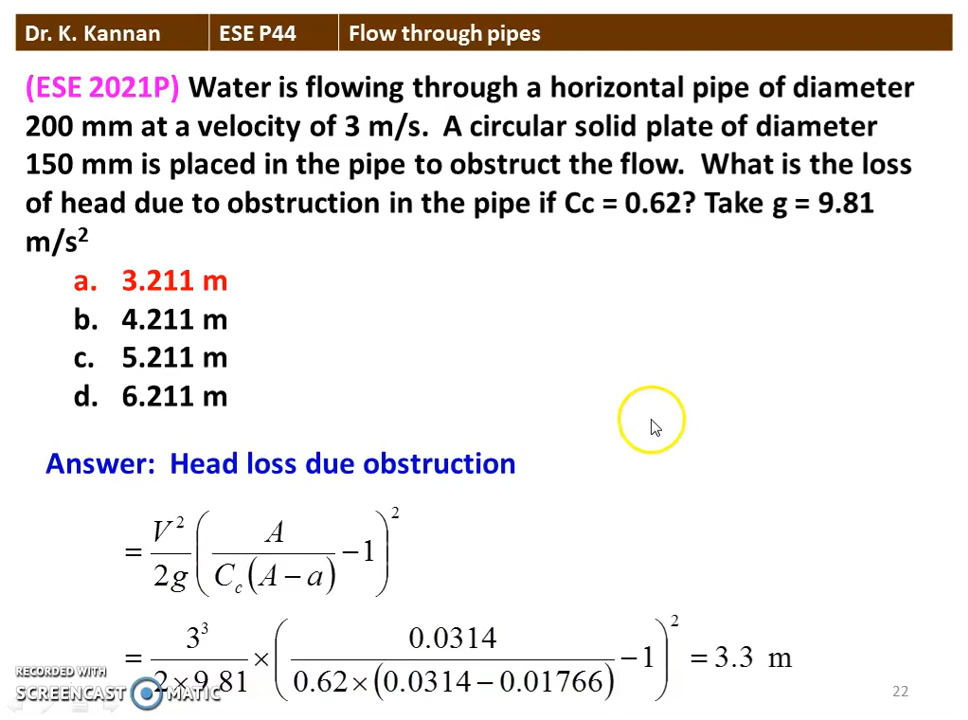 Dr. K. Kannan ESE P44 Flow through pipes
(ESE 2021P) Water is flowing through a horizontal pipe of diameter
200 mm at a velocity of 3 m/s. A circular solid plate of diameter
150 mm is placed in the pipe to obstruct the flow. What is the loss
of head due to obstruction in the pipe if Cc = 0.62? Take g = 9.81
m/s²
a. 3.211 m
b. 4.211 m
c. 5.211 m
d. 6.211 m
Answer: Head loss due obstruction
= V²/2g (A/(C_c(A − a)) − 1)²
= 3³/(2 × 9.81) × (0.0314/(0.62 × (0.0314 − 0.01766)) − 1)² = 3.3 m
RECORDED WITH
SCREENCAST MATIC
22